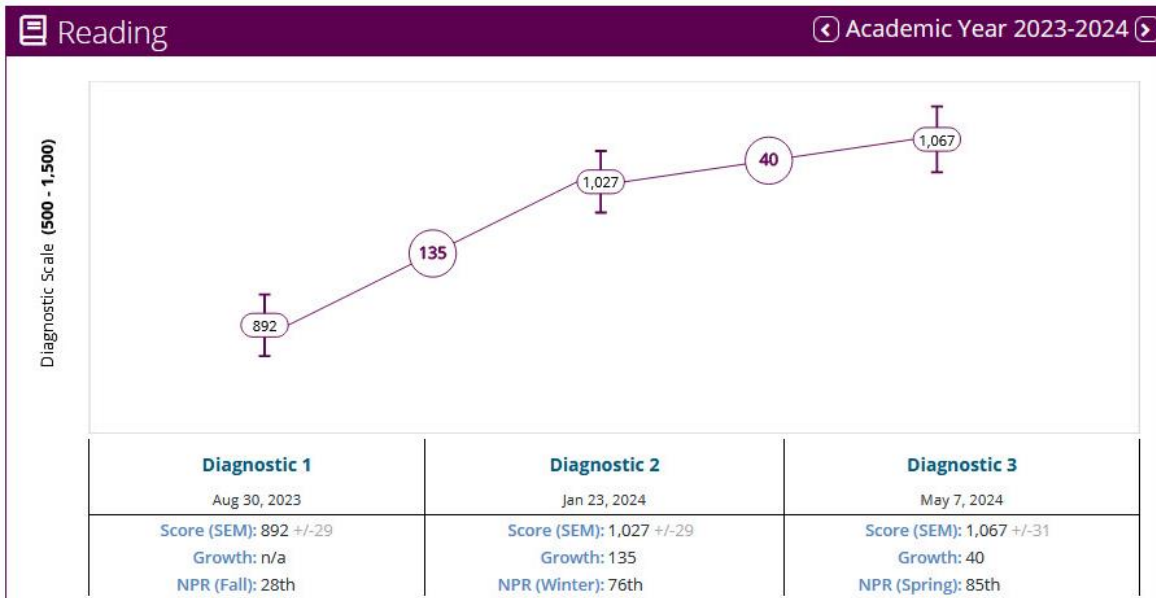 Reading
Academic Year 2023-2024
Diagnostic Scale (500 - 1,500)
892
135
1,027
40
1,067
Diagnostic 1
Aug 30, 2023
Score (SEM): 892 +/-29
Growth: n/a
NPR (Fall): 28th
Diagnostic 2
Jan 23, 2024
Score (SEM): 1,027 +/-29
Growth: 135
NPR (Winter): 76th
Diagnostic 3
May 7, 2024
Score (SEM): 1,067 +/-31
Growth: 40
NPR (Spring): 85th